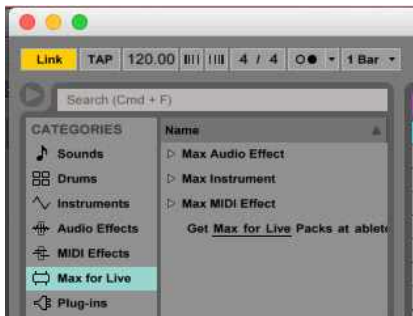 Link TAP 120.00 4 / 4 1 Bar
Search (Cmd + F)
CATEGORIES
Sounds
Drums
Instruments
Audio Effects
MIDI Effects
Max for Live
Plug-ins
Name
Max Audio Effect
Max Instrument
Max MIDI Effect
Get Max for Live Packs at ablet